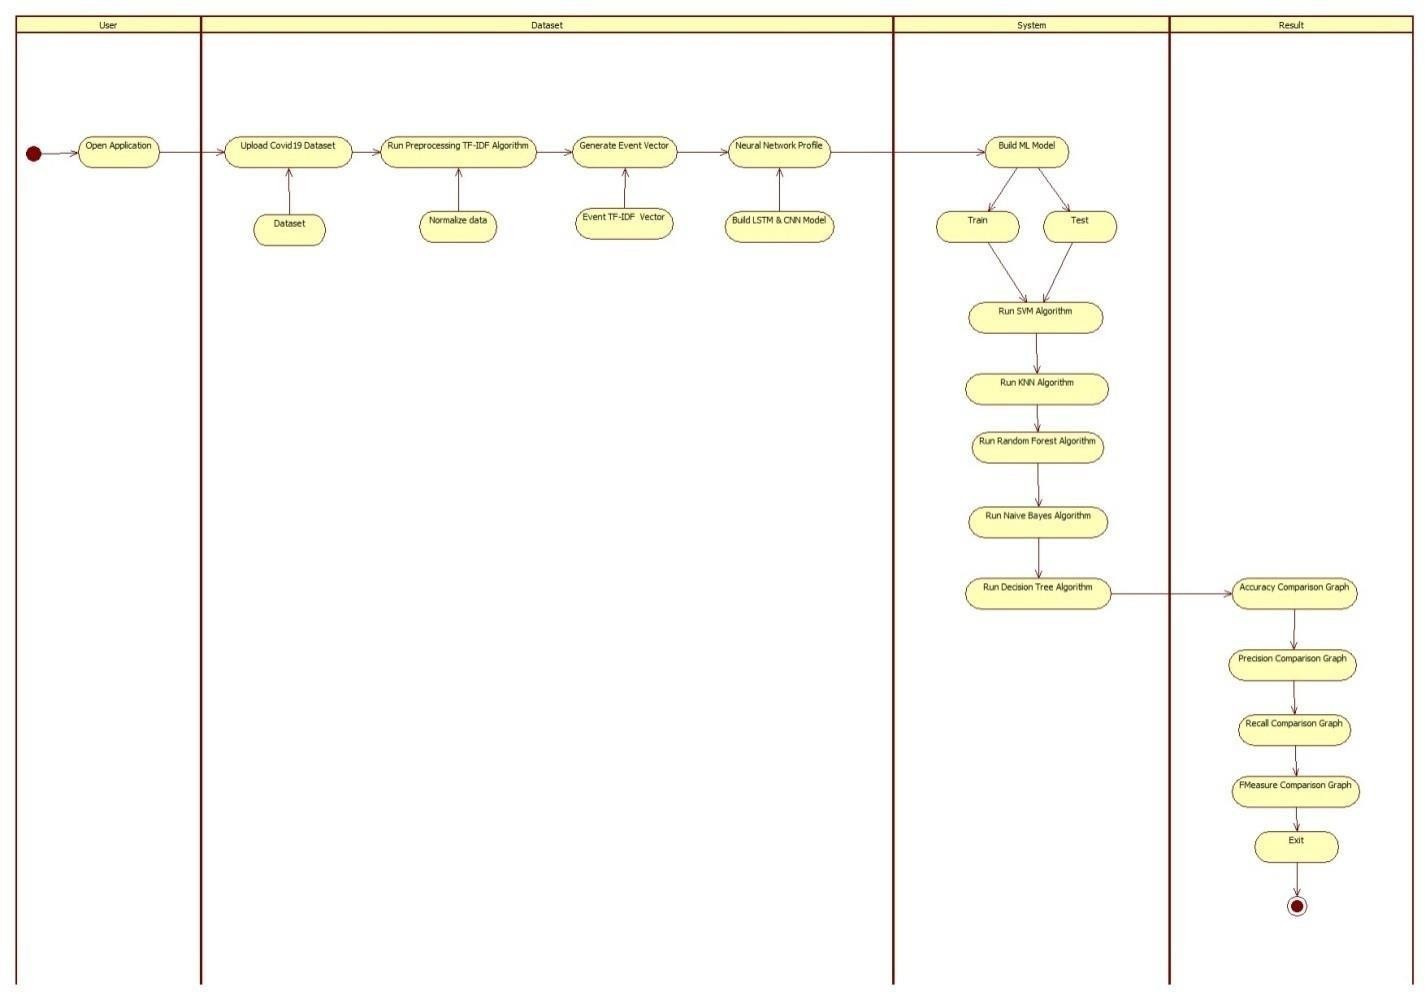 User
Dataset
System
Result
Open Application
Upload Covid19 Dataset
Run Preprocessing TF-IDF Algorithm
Generate Event Vector
Neural Network Profile
Build ML Model
Dataset
Normalize data
Event TF-IDF Vector
Build LSTM & CNN Model
Train
Test
Run SVM Algorithm
Run KNN Algorithm
Run Random Forest Algorithm
Run Naive Bayes Algorithm
Run Decision Tree Algorithm
Accuracy Comparison Graph
Precision Comparison Graph
Recall Comparison Graph
FMeasure Comparison Graph
Exit